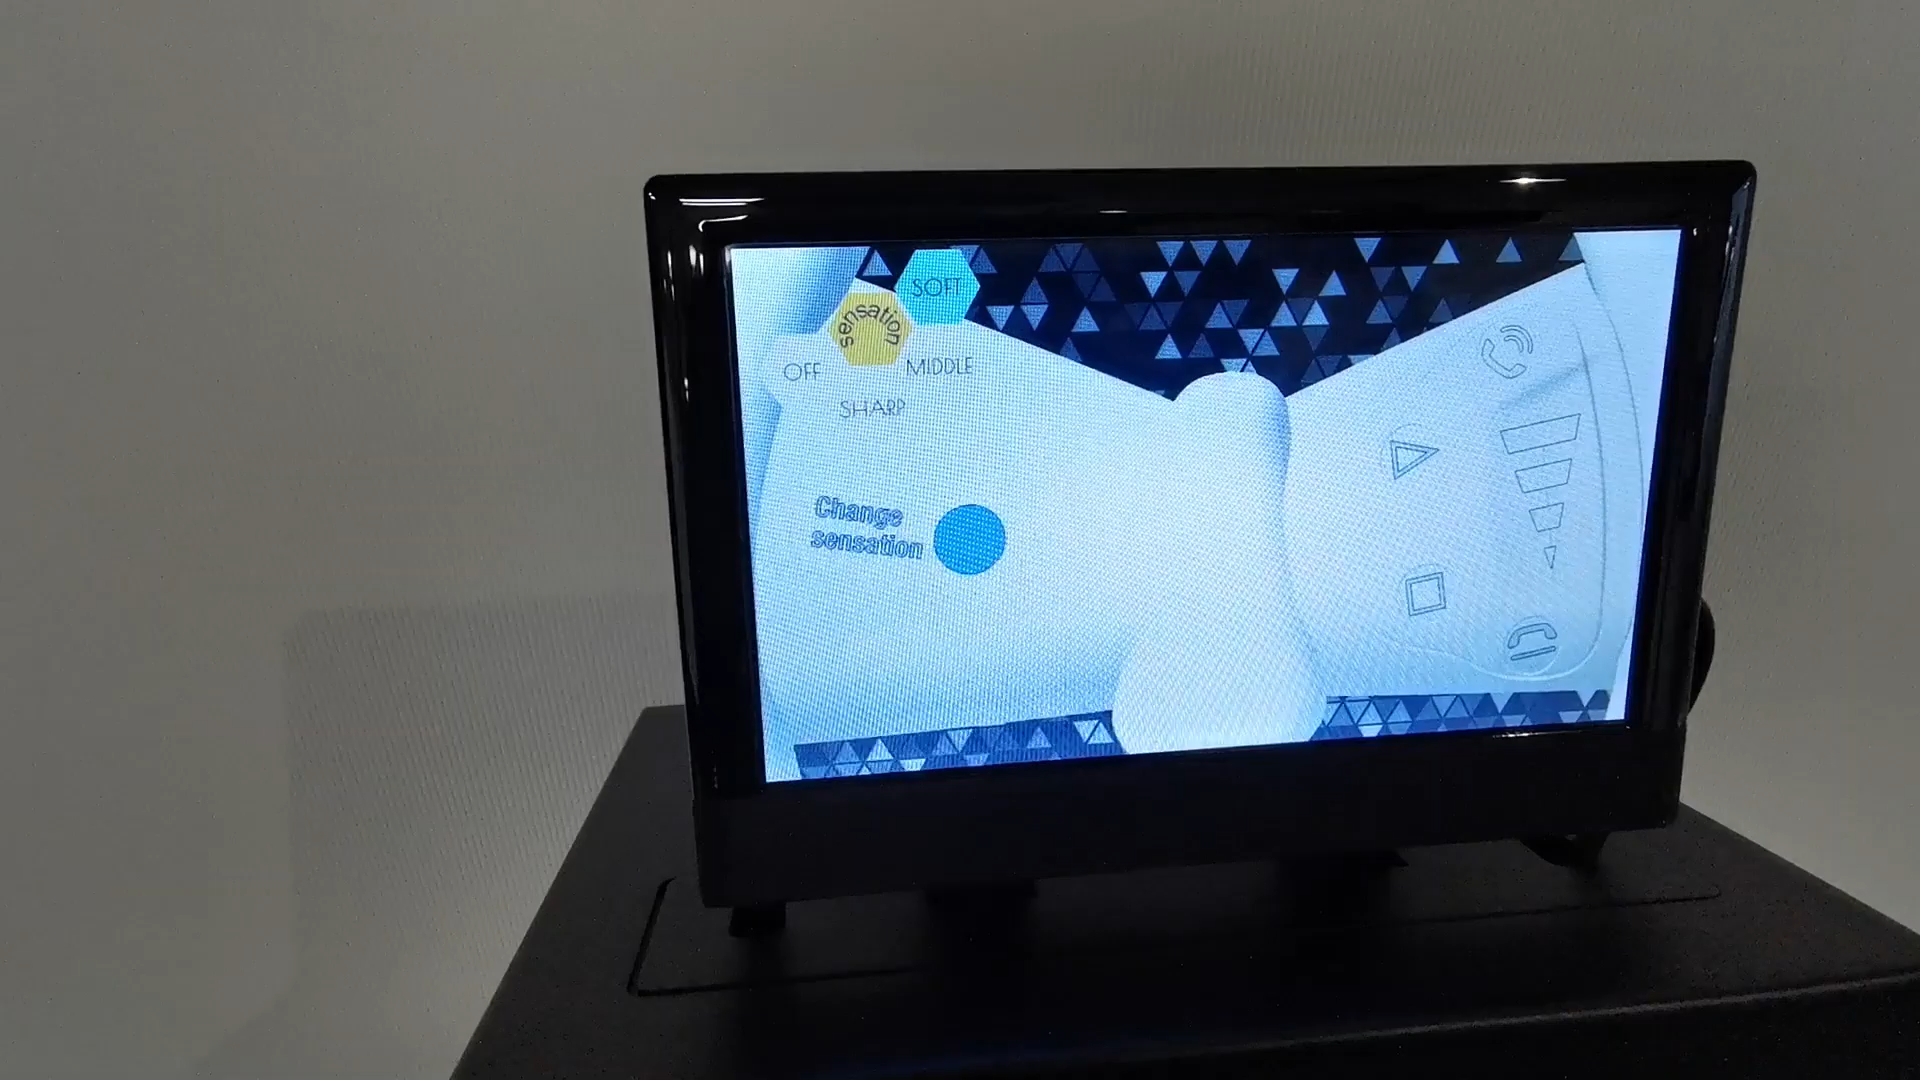 SOFT
sensation
OFF
MIDDLE
SHARP
Change
sensation